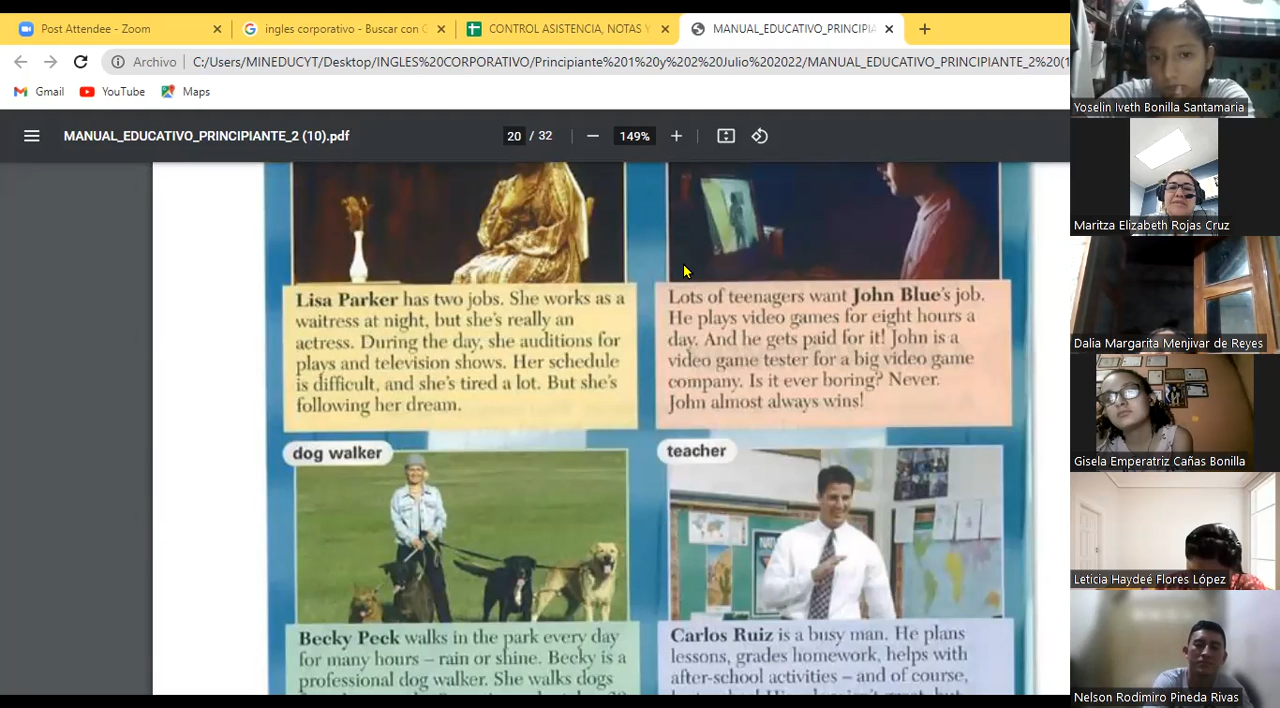 Post Attendee - Zoom
ingles corporativo - Buscar con
CONTROL ASISTENCIA, NOTAS Y
MANUAL_EDUCATIVO_PRINCIPIA
Archivo
C:/Users/MINEDUCYT/Desktop/INGLES%20CORPORATIVO/Principiante%201%20y%202%20Julio%202022/MANUAL_EDUCATIVO_PRINCIPIANTE_2%20(1
Gmail
YouTube
Maps
MANUAL_EDUCATIVO_PRINCIPIANTE_2 (10).pdf
20 / 32
149%
Lisa Parker has two jobs. She works as a
waitress at night, but she's really an
actress. During the day, she auditions for
plays and television shows. Her schedule
is difficult, and she's tired a lot. But she's
following her dream.
Lots of teenagers want John Blue's job.
He plays video games for eight hours a
day. And he gets paid for it! John is a
video game tester for a big video game
company. Is it ever boring? Never.
John almost always wins!
dog walker
teacher
Becky Peck walks in the park every day
for many hours – rain or shine. Becky is a
professional dog walker. She walks dogs
Carlos Ruiz is a busy man. He plans
lessons, grades homework, helps with
after-school activities – and of course,
Yoselin Iveth Bonilla Santamaria
Maritza Elizabeth Rojas Cruz
Dalia Margarita Menjivar de Reyes
Gisela Emperatriz Cañas Bonilla
Leticia Haydeé Flores López
Nelson Rodimiro Pineda Rivas